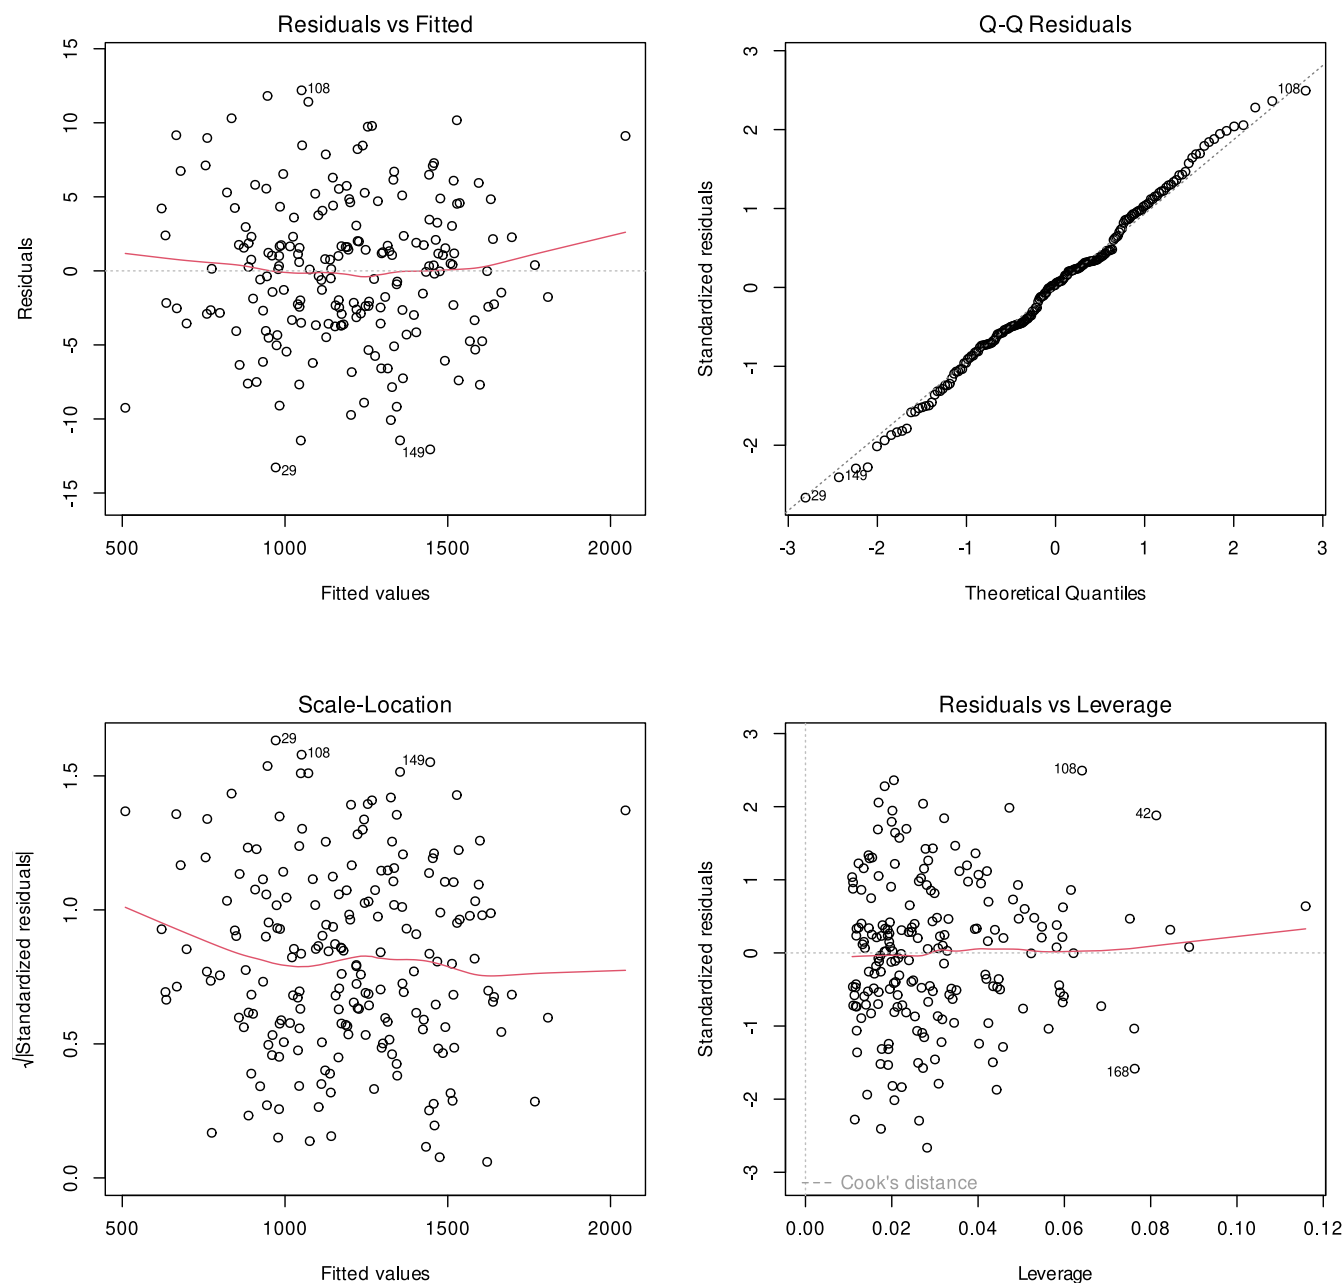 Residuals vs Fitted
15
10
5
0
-5
-10
-15
Residuals
108
149
29
500 1000 1500 2000
Fitted values
Q-Q Residuals
3
2
1
0
-1
-2
Standardized residuals
108
149
29
-3 -2 -1 0 1 2 3
Theoretical Quantiles
Scale-Location
1.5
1.0
0.5
0.0
√|Standardized residuals|
29
108
149
500 1000 1500 2000
Fitted values
Residuals vs Leverage
3
2
1
0
-1
-2
-3
Standardized residuals
108
42
168
Cook's distance
0.00 0.02 0.04 0.06 0.08 0.10 0.12
Leverage